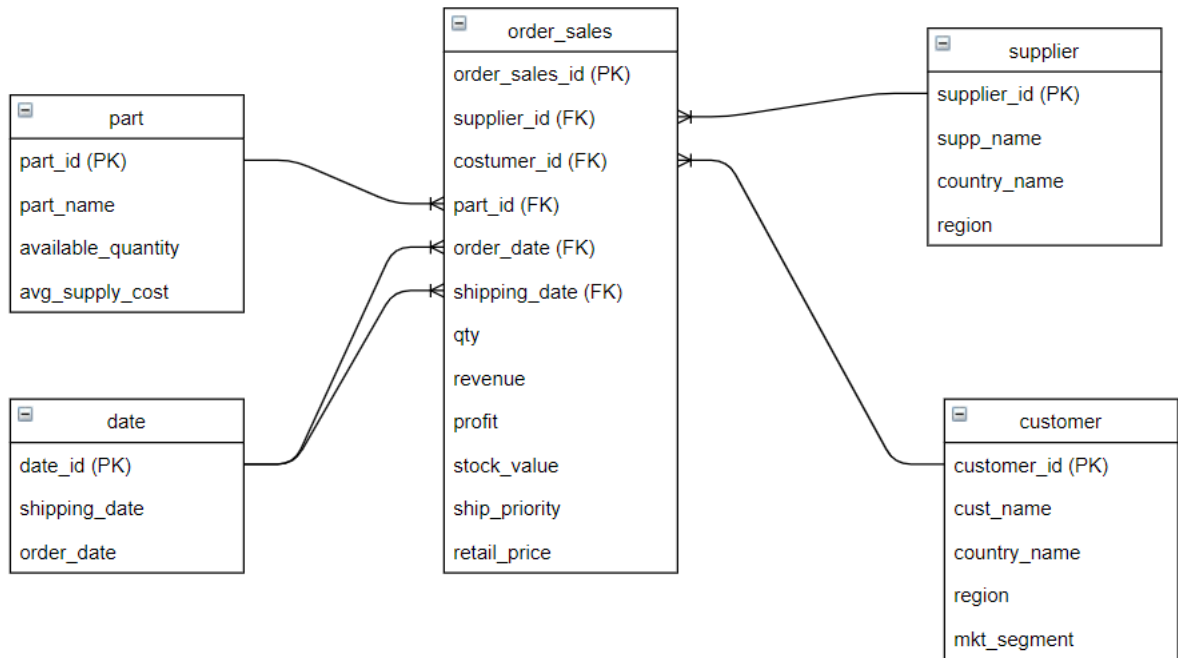 order_sales
order_sales_id (PK)
supplier_id (FK)
costumer_id (FK)
part_id (FK)
order_date (FK)
shipping_date (FK)
qty
revenue
profit
stock_value
ship_priority
retail_price
supplier
supplier_id (PK)
supp_name
country_name
region
part
part_id (PK)
part_name
available_quantity
avg_supply_cost
date
date_id (PK)
shipping_date
order_date
customer
customer_id (PK)
cust_name
country_name
region
mkt_segment